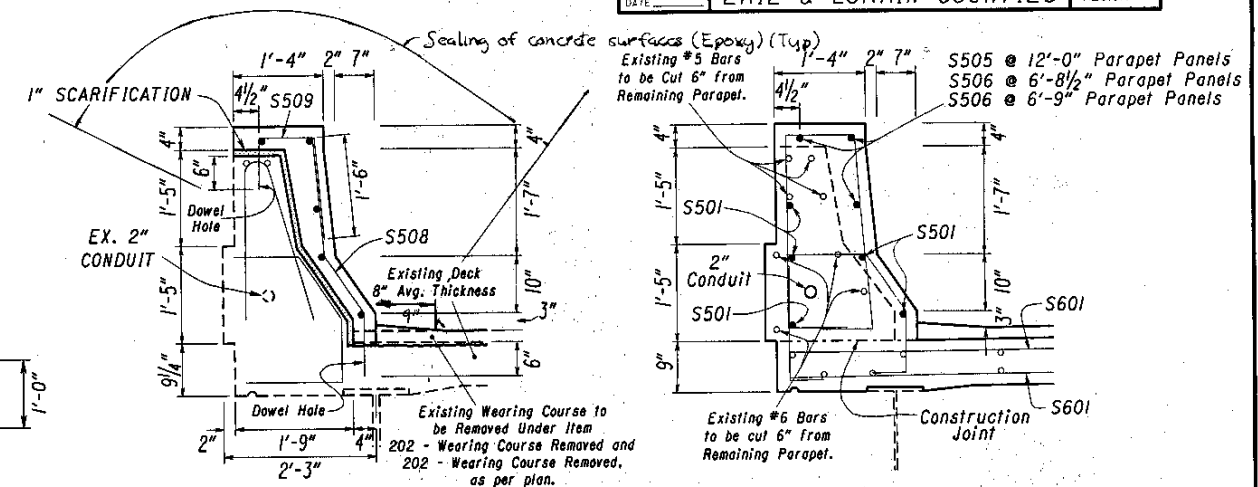 DATE
ERIE & LORAIN COUNTIES
Sealing of concrete surfaces (Epoxy) (Typ)
1'-4" 2" 7"
4½"
1" SCARIFICATION
S509
4"
6"
1'-5"
Dowel
Hole
1'-6"
4"
1'-7"
EX. 2"
CONDUIT
S508
Existing Deck
8" Avg. Thickness
9"
10"
3"
1'-5"
6"
9¼"
1'-0"
Dowel Hole
2"
1'-9" 4"
2'-3"
Existing Wearing Course to
be Removed Under Item
202 - Wearing Course Removed and
202 - Wearing Course Removed,
as per plan.
Existing #5 Bars
to be Cut 6" from
Remaining Parapet.
1'-4" 2" 7"
4½"
S505 @ 12'-0" Parapet Panels
S506 @ 6'-8½" Parapet Panels
S506 @ 6'-9" Parapet Panels
4"
4"
1'-5"
1'-7"
S501
S501
2"
Conduit
10"
1'-5"
S501
3"
S601
9"
S601
Existing #6 Bars
to be cut 6" from
Remaining Parapet.
Construction
Joint